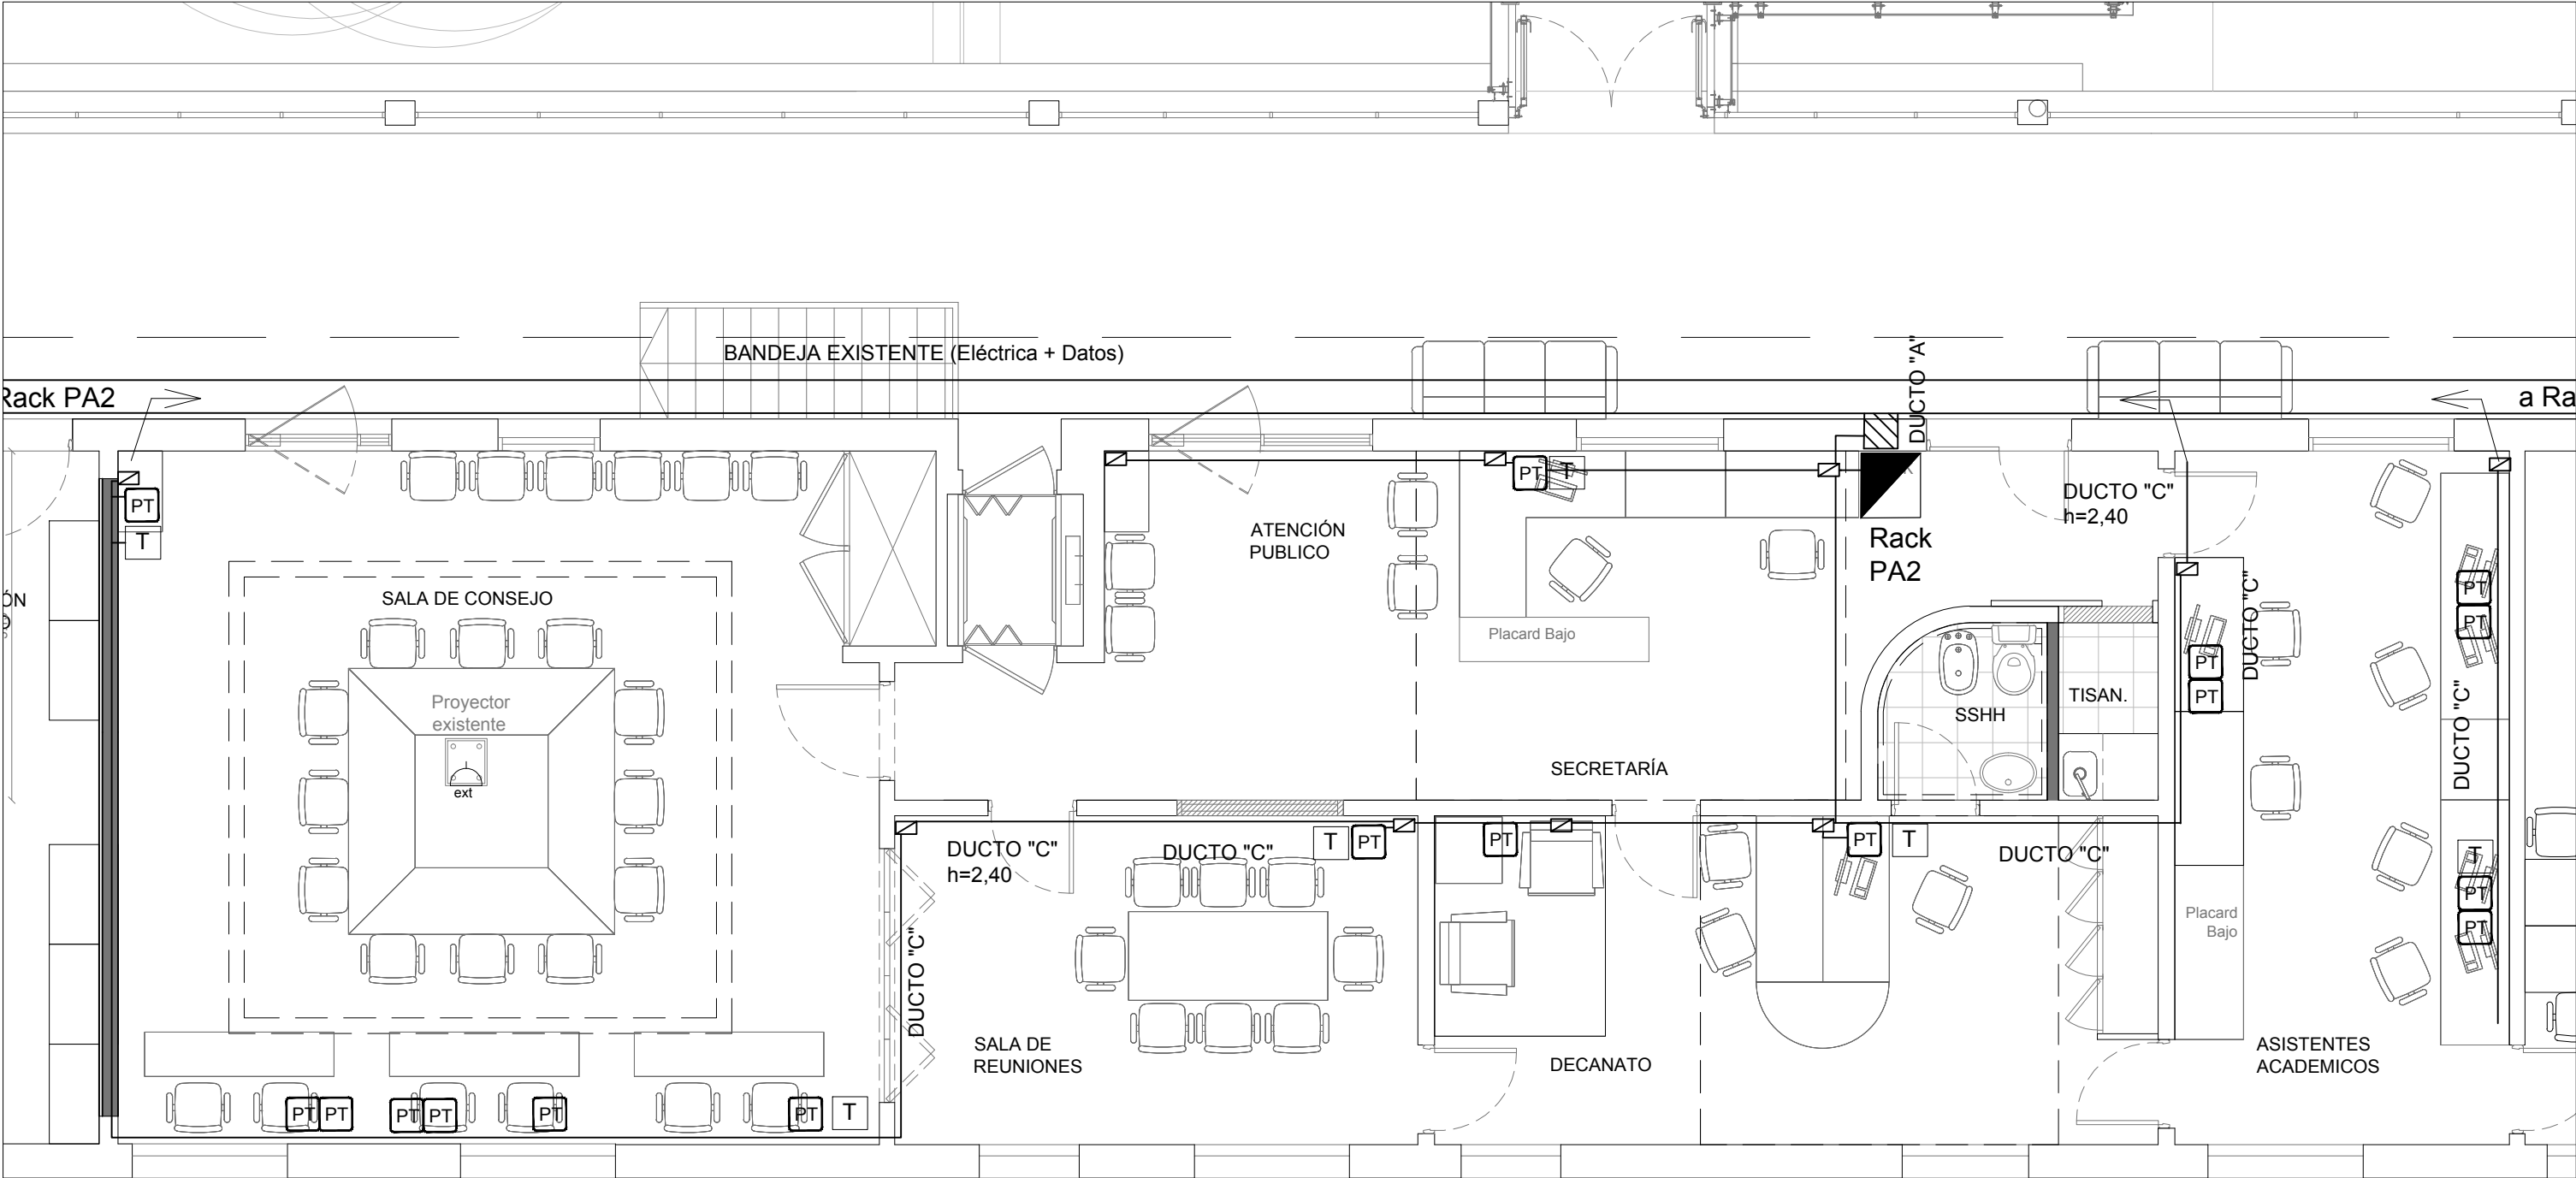 BANDEJA EXISTENTE (Eléctrica + Datos)
DUCTO "A"
Rack PA2
a Ra
PT
T
PT
T
DUCTO "C"
h=2,40
ATENCIÓN
PUBLICO
Rack
PA2
ÓN
SALA DE CONSEJO
DUCTO "C"
PT
PT
Placard Bajo
PT
PT
TISAN.
Proyector
existente
SSHH
DUCTO "C"
ext
SECRETARÍA
DUCTO "C"
h=2,40
DUCTO "C"
T
PT
PT
PT
T
DUCTO "C"
T
PT
PT
Placard
Bajo
DUCTO "C"
SALA DE
REUNIONES
DECANATO
ASISTENTES
ACADEMICOS
PT
PT
PT
PT
PT
PT
T